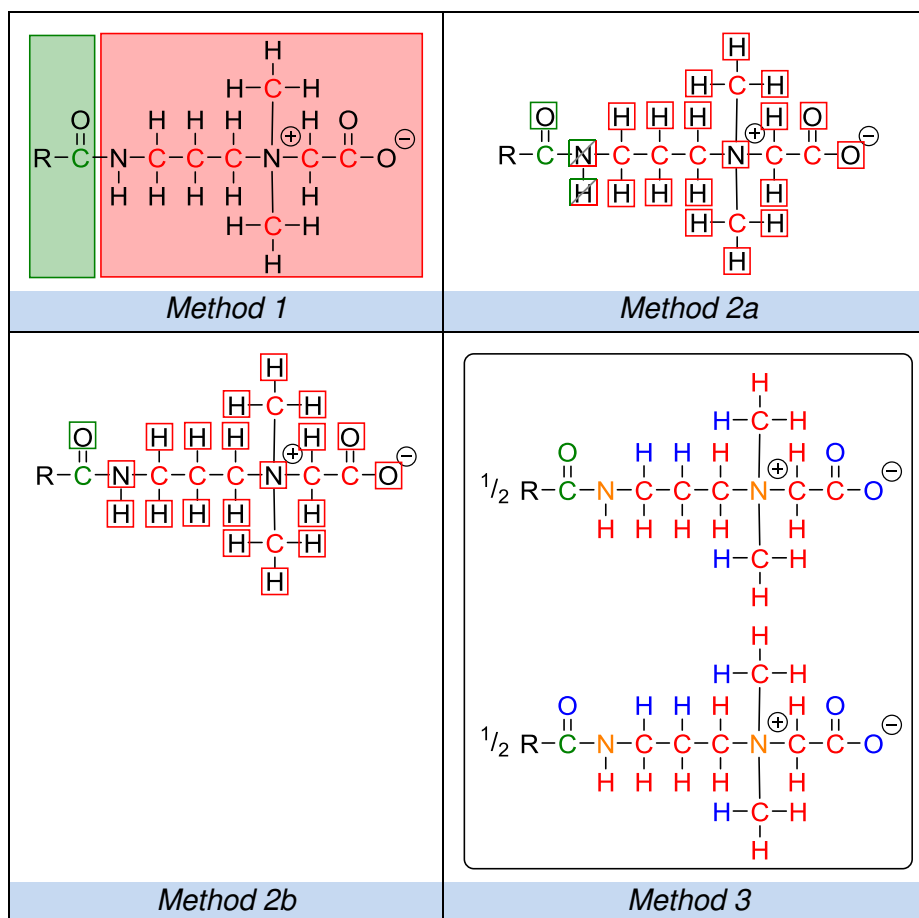 H
H–C–H
O H H H H O
R–C–N–C–C–C–N⊕–C–C–O⊖
H H H H H
H–C–H
H
Method 1
H
H–C–H
O H H H H O
R–C–N–C–C–C–N⊕–C–C–O⊖
H H H H H
H–C–H
H
Method 2a
H
H–C–H
O H H H H O
R–C–N–C–C–C–N⊕–C–C–O⊖
H H H H H
H–C–H
H
Method 2b
H
H–C–H
O H H H H O
1/2 R–C–N–C–C–C–N⊕–C–C–O⊖
H H H H H
H–C–H
H
H
H–C–H
O H H H H O
1/2 R–C–N–C–C–C–N⊕–C–C–O⊖
H H H H H
H–C–H
H
Method 3